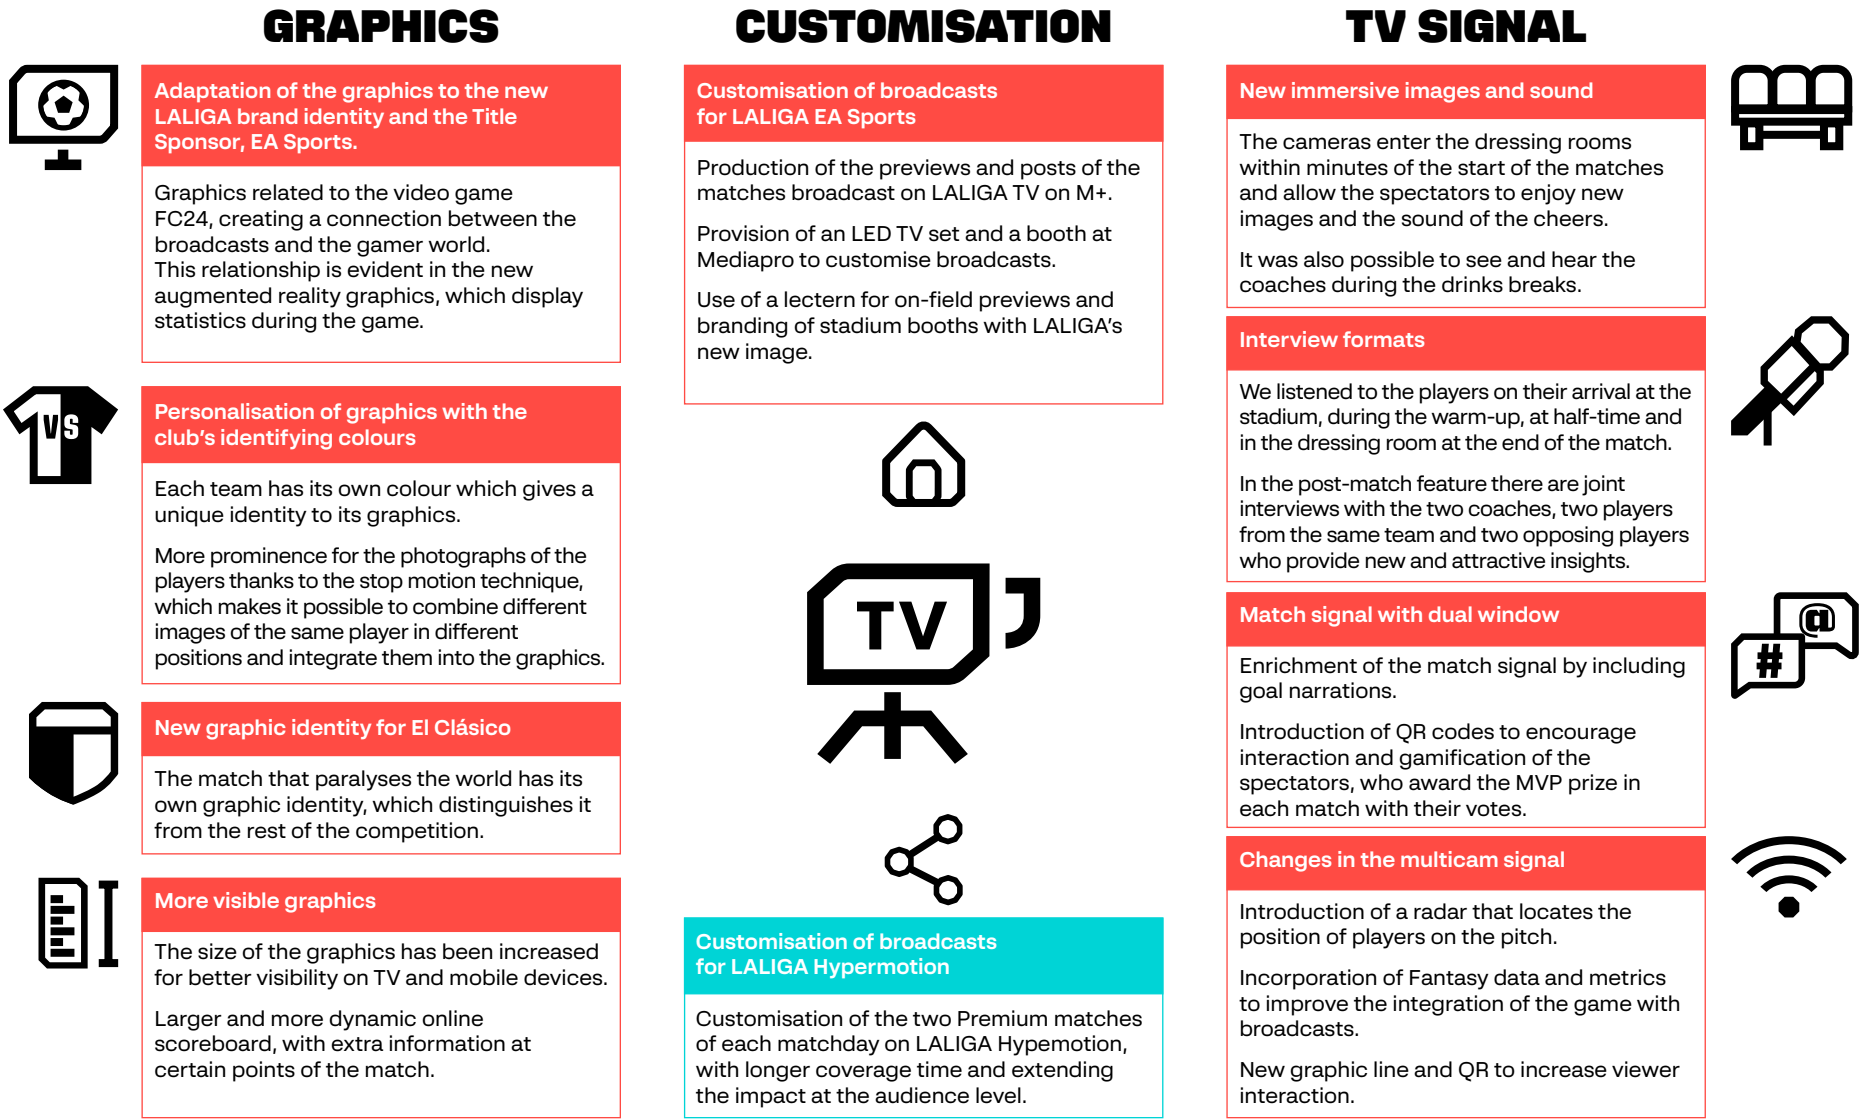 GRAPHICS
Adaptation of the graphics to the new
LALIGA brand identity and the Title
Sponsor, EA Sports.
Graphics related to the video game
FC24, creating a connection between the
broadcasts and the gamer world.
This relationship is evident in the new
augmented reality graphics, which display
statistics during the game.
VS
Personalisation of graphics with the
club's identifying colours
Each team has its own colour which gives a
unique identity to its graphics.
More prominence for the photographs of the
players thanks to the stop motion technique,
which makes it possible to combine different
images of the same player in different
positions and integrate them into the graphics.
New graphic identity for El Clásico
The match that paralyses the world has its
own graphic identity, which distinguishes it
from the rest of the competition.
More visible graphics
The size of the graphics has been increased
for better visibility on TV and mobile devices.
Larger and more dynamic online
scoreboard, with extra information at
certain points of the match.
CUSTOMISATION
Customisation of broadcasts
for LALIGA EA Sports
Production of the previews and posts of the
matches broadcast on LALIGA TV on M+.
Provision of an LED TV set and a booth at
Mediapro to customise broadcasts.
Use of a lectern for on-field previews and
branding of stadium booths with LALIGA's
new image.
TV
Customisation of broadcasts
for LALIGA Hypermotion
Customisation of the two Premium matches
of each matchday on LALIGA Hypemotion,
with longer coverage time and extending
the impact at the audience level.
TV SIGNAL
New immersive images and sound
The cameras enter the dressing rooms
within minutes of the start of the matches
and allow the spectators to enjoy new
images and the sound of the cheers.
It was also possible to see and hear the
coaches during the drinks breaks.
Interview formats
We listened to the players on their arrival at the
stadium, during the warm-up, at half-time and
in the dressing room at the end of the match.
In the post-match feature there are joint
interviews with the two coaches, two players
from the same team and two opposing players
who provide new and attractive insights.
Match signal with dual window
Enrichment of the match signal by including
goal narrations.
Introduction of QR codes to encourage
interaction and gamification of the
spectators, who award the MVP prize in
each match with their votes.
@
#
Changes in the multicam signal
Introduction of a radar that locates the
position of players on the pitch.
Incorporation of Fantasy data and metrics
to improve the integration of the game with
broadcasts.
New graphic line and QR to increase viewer
interaction.